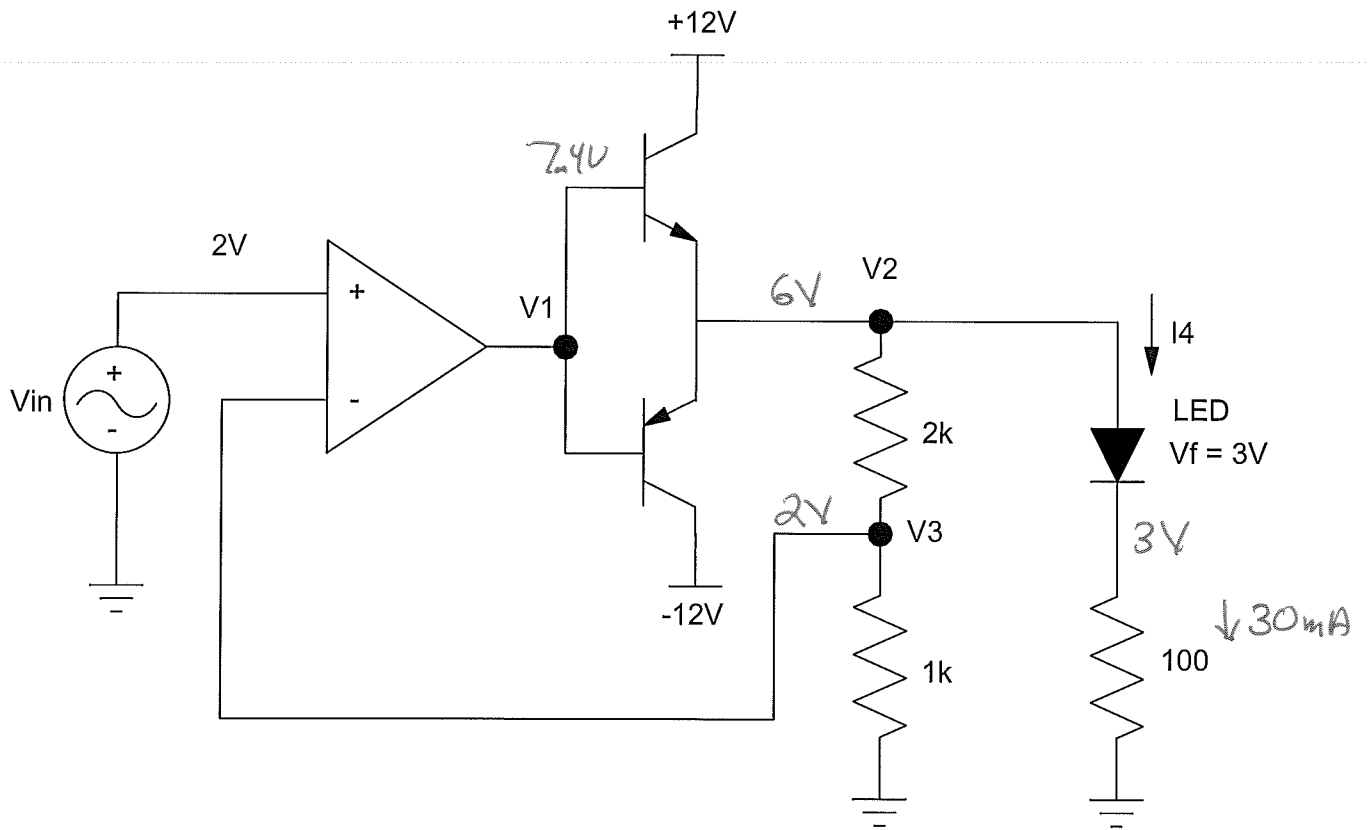 +12V
7.4V
2V
+
V1
6V
V2
I4
Vin
+
-
-
LED
Vf = 3V
2k
2V
V3
3V
-12V
↓30mA
1k
100